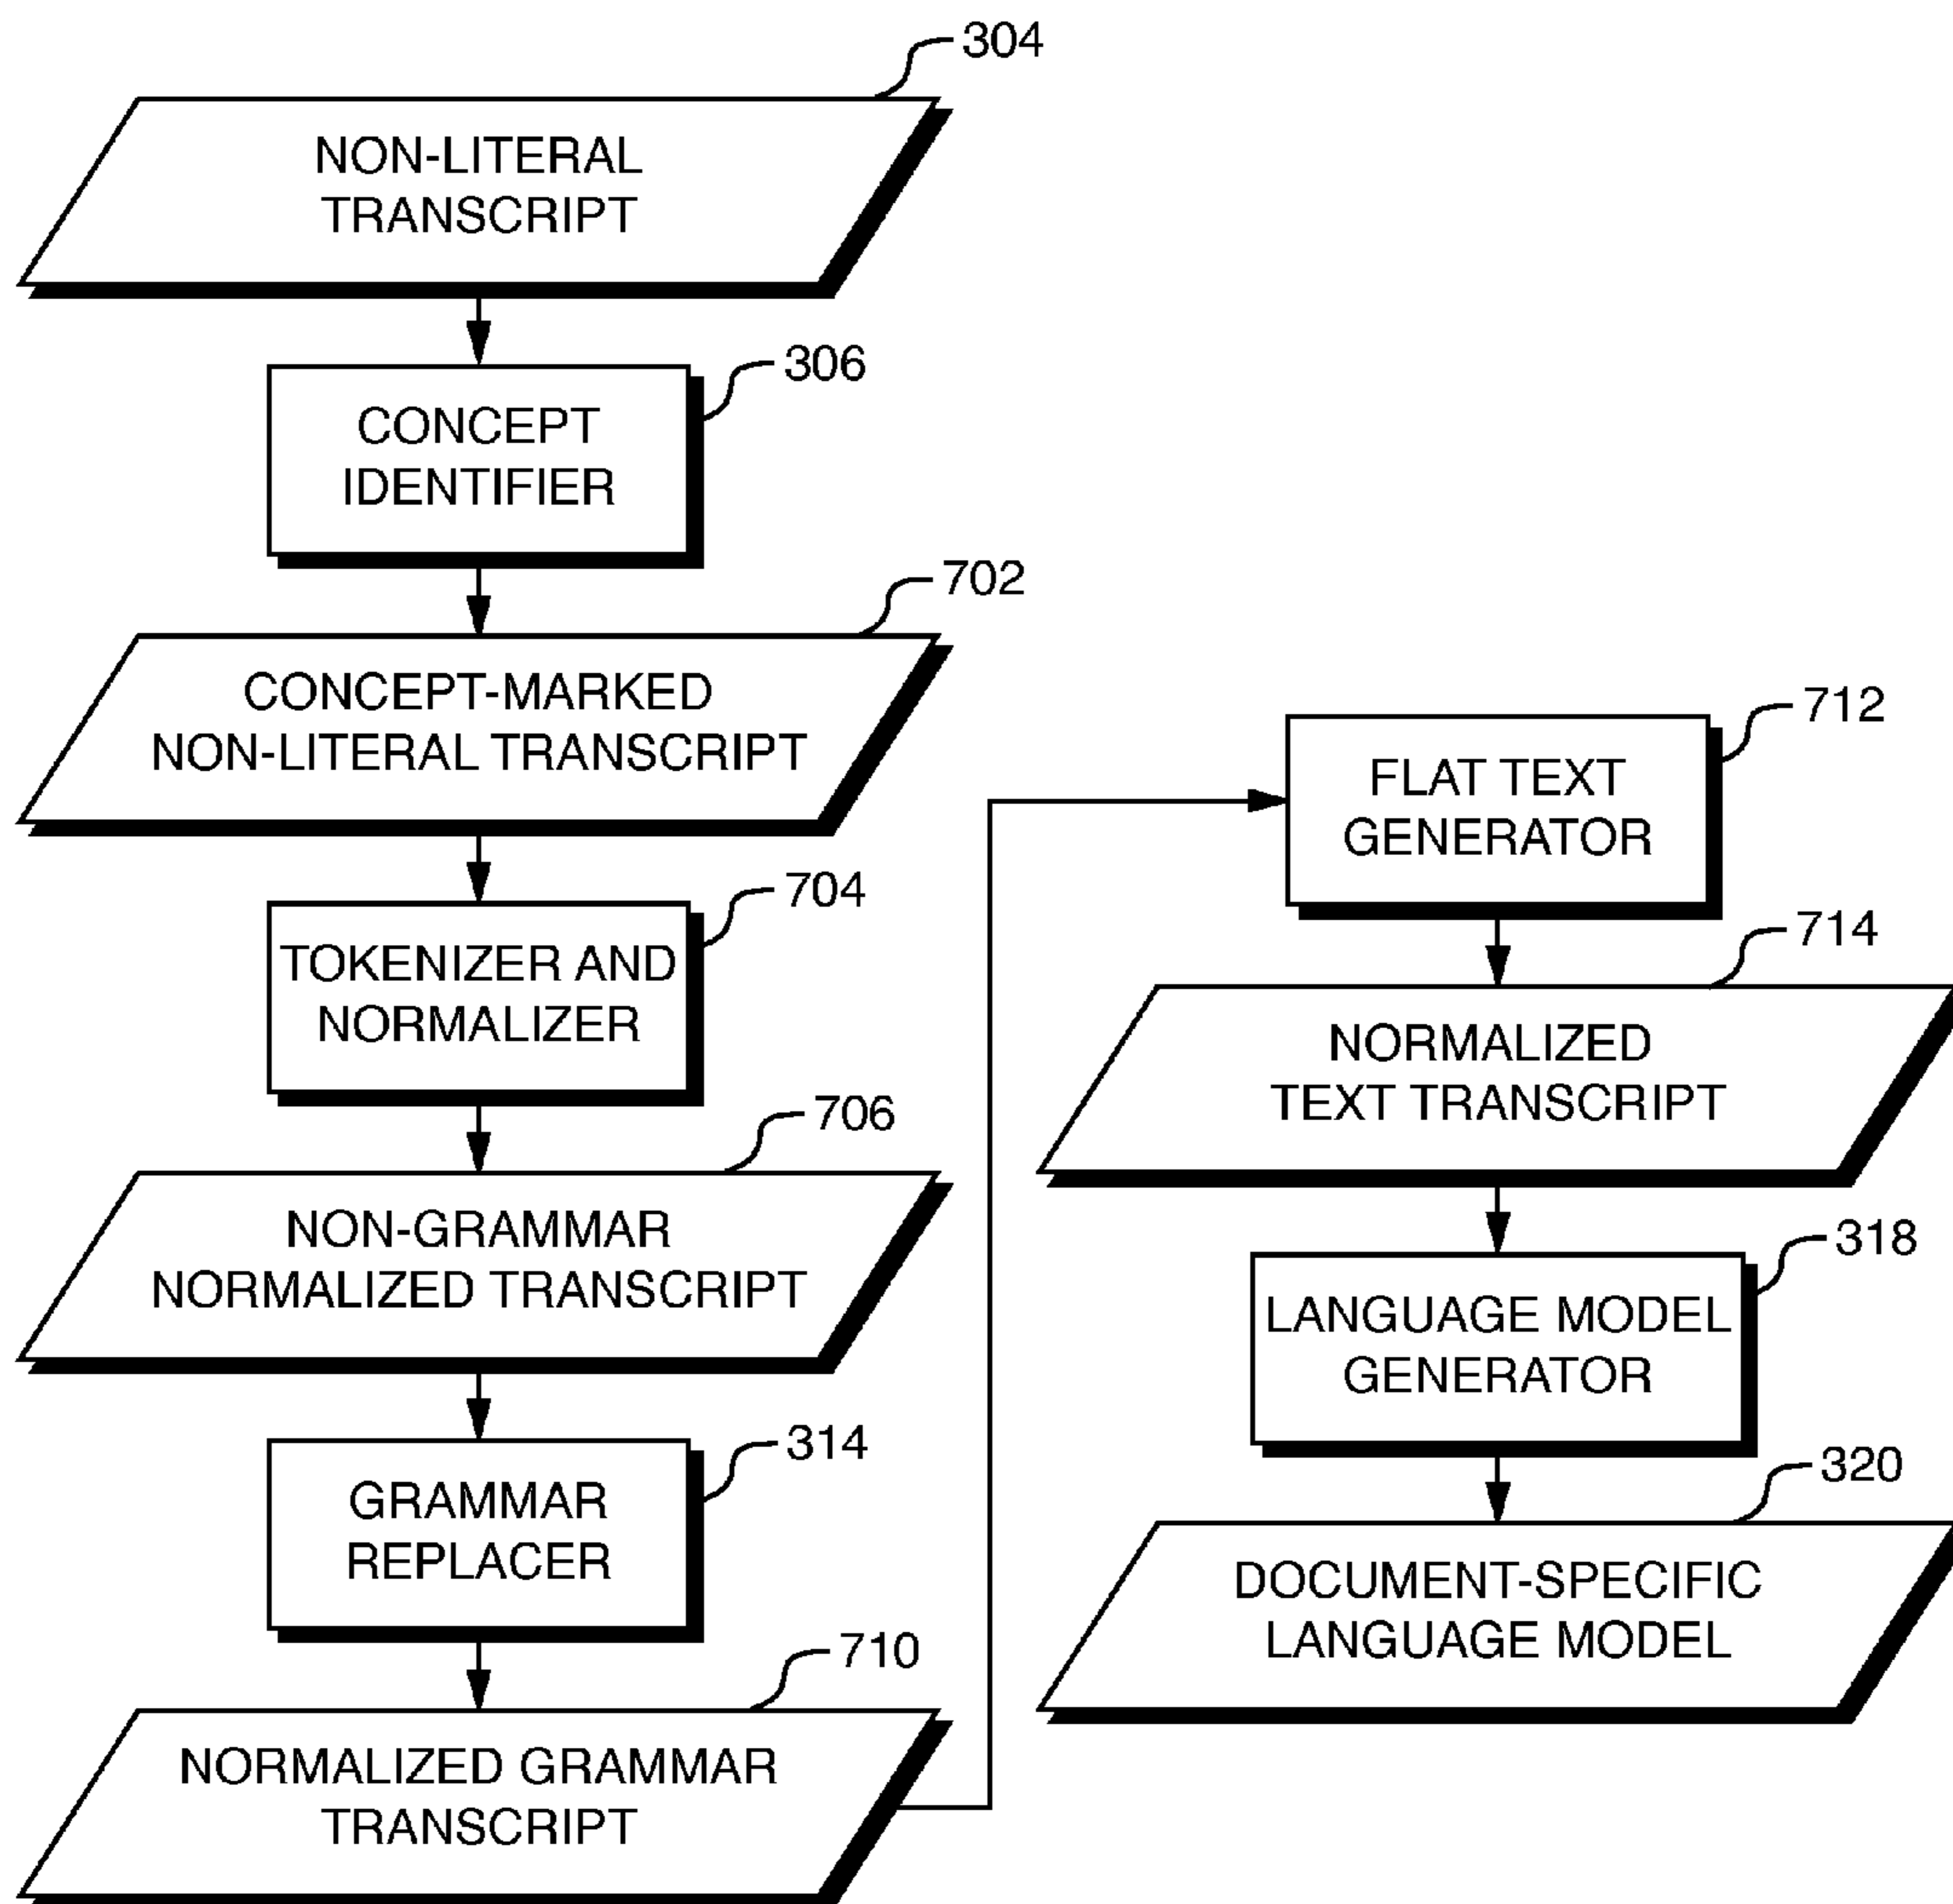 304
NON-LITERAL
TRANSCRIPT
306
CONCEPT
IDENTIFIER
702
CONCEPT-MARKED
NON-LITERAL TRANSCRIPT
704
TOKENIZER AND
NORMALIZER
706
NON-GRAMMAR
NORMALIZED TRANSCRIPT
314
GRAMMAR
REPLACER
710
NORMALIZED GRAMMAR
TRANSCRIPT
712
FLAT TEXT
GENERATOR
714
NORMALIZED
TEXT TRANSCRIPT
318
LANGUAGE MODEL
GENERATOR
320
DOCUMENT-SPECIFIC
LANGUAGE MODEL